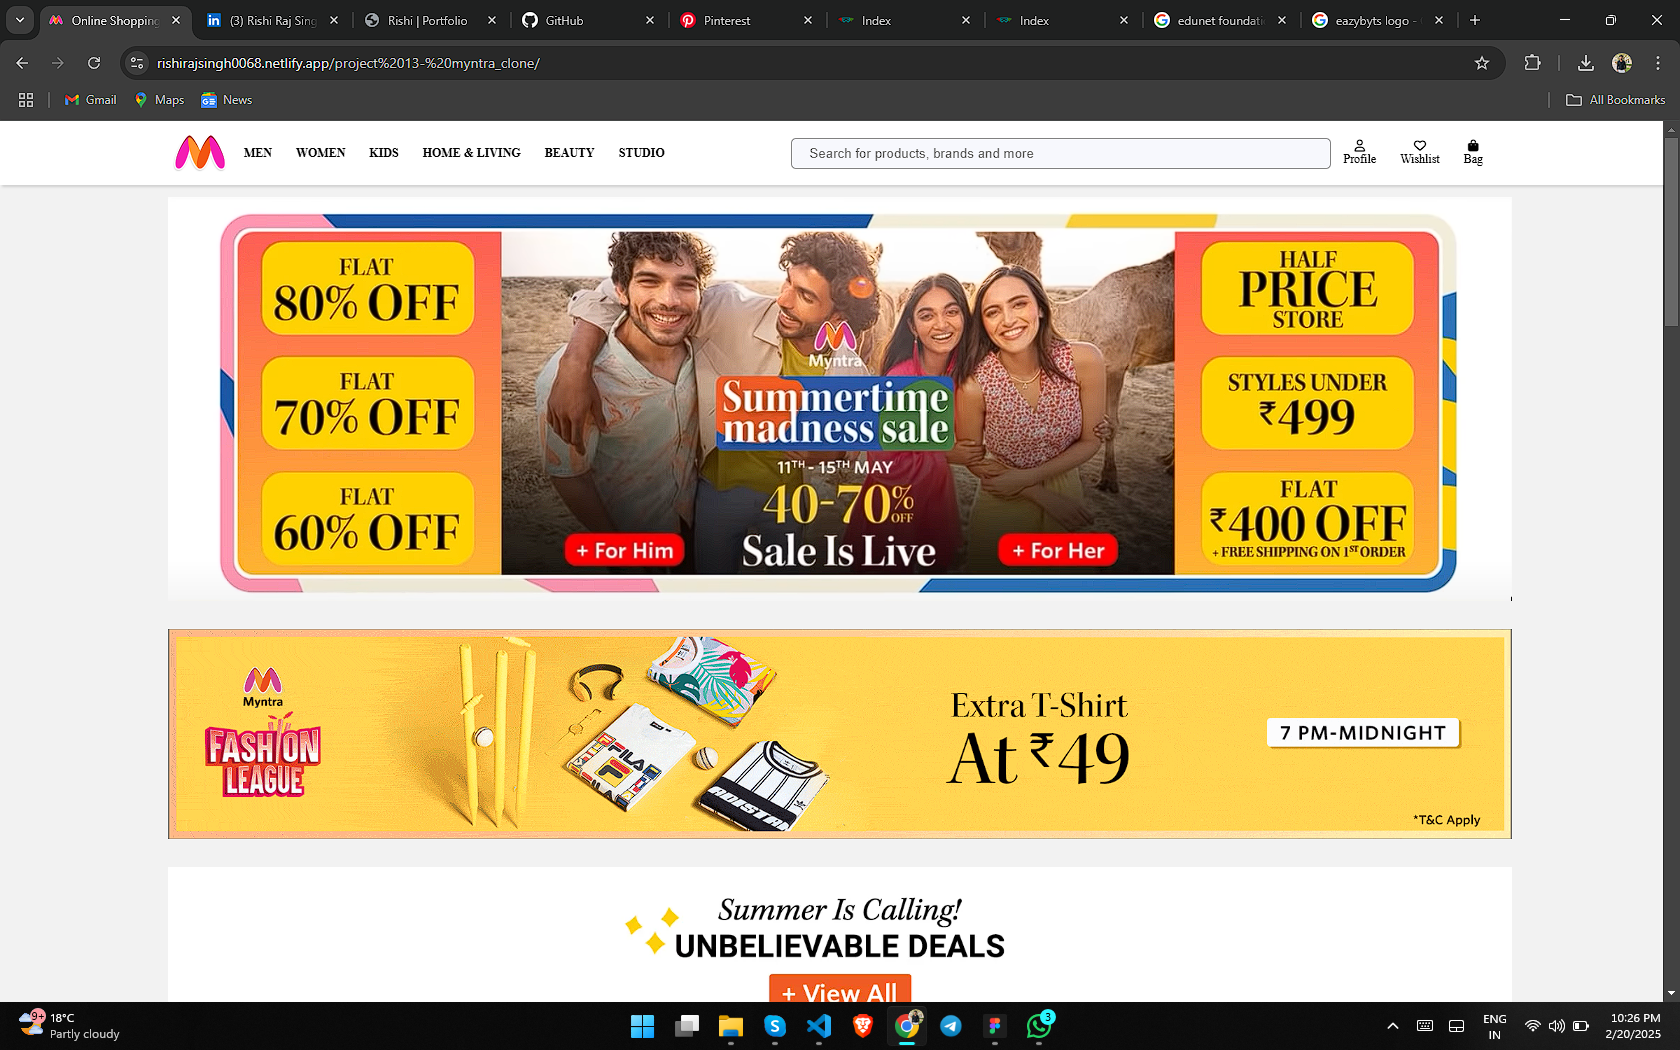 Online Shopping
(3) Rishi Raj Sing
Rishi | Portfolio
GitHub
Pinterest
Index
Index
edunet foundati
eazybyts logo -
rishirajsingh0068.netlify.app/project%2013-%20myntra_clone/
Gmail
Maps
News
All Bookmarks
MEN
WOMEN
KIDS
HOME & LIVING
BEAUTY
STUDIO
Search for products, brands and more
Profile
Wishlist
Bag
FLAT
80% OFF
FLAT
70% OFF
FLAT
60% OFF
Myntra
Summertime
madness sale
11TH - 15TH MAY
40-70% OFF
Sale Is Live
+ For Him
+ For Her
HALF
PRICE
STORE
STYLES UNDER
₹499
FLAT
₹400 OFF
+ FREE SHIPPING ON 1ST ORDER
Myntra
FASHION
LEAGUE
FILA
Extra T-Shirt
At ₹49
7 PM-MIDNIGHT
*T&C Apply
Summer Is Calling!
UNBELIEVABLE DEALS
+ View All
9+
18°C
Partly cloudy
3
ENG
IN
10:26 PM
2/20/2025